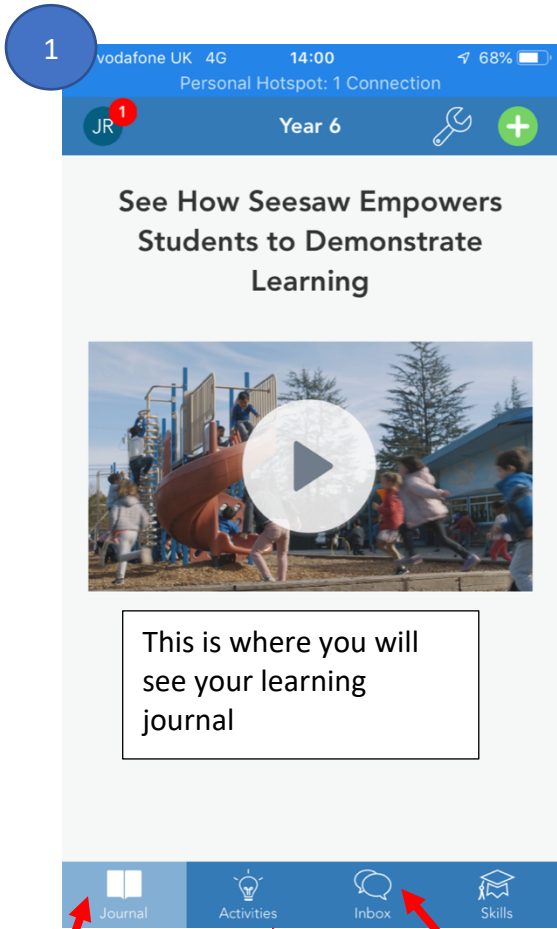 1
vodafone UK 4G 14:00 68%
Personal Hotspot: 1 Connection
JR 1 Year 6
See How Seesaw Empowers
Students to Demonstrate
Learning
This is where you will
see your learning
journal
Journal Activities Inbox Skills